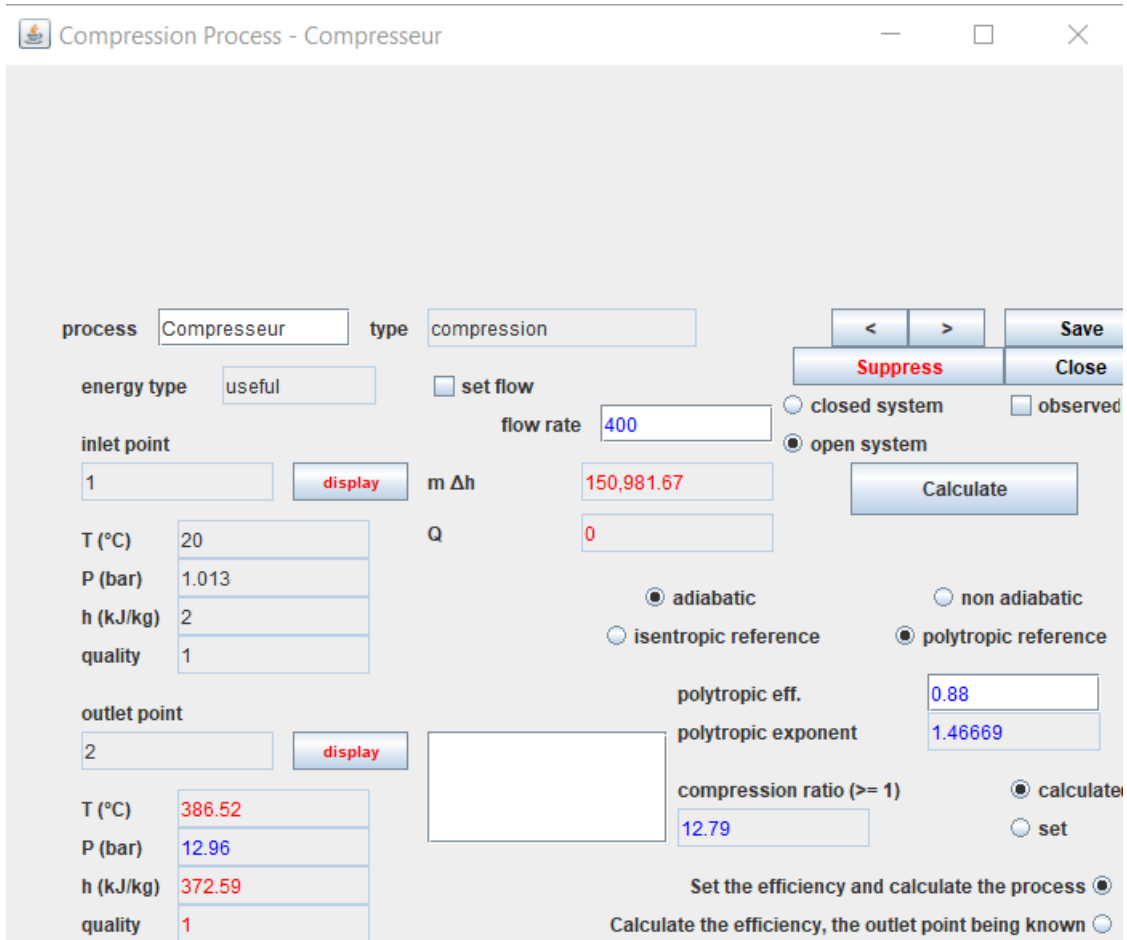 Compression Process - Compresseur
process Compresseur type compression < > Save
Suppress Close
energy type useful set flow closed system observed
flow rate 400 open system
inlet point
1 display m Δh 150,981.67 Calculate
Q 0
T (°C) 20
P (bar) 1.013 adiabatic non adiabatic
h (kJ/kg) 2 isentropic reference polytropic reference
quality 1
polytropic eff. 0.88
outlet point
2 display polytropic exponent 1.46669
compression ratio (>= 1) calculated
T (°C) 386.52 12.79 set
P (bar) 12.96
h (kJ/kg) 372.59 Set the efficiency and calculate the process
quality 1 Calculate the efficiency, the outlet point being known